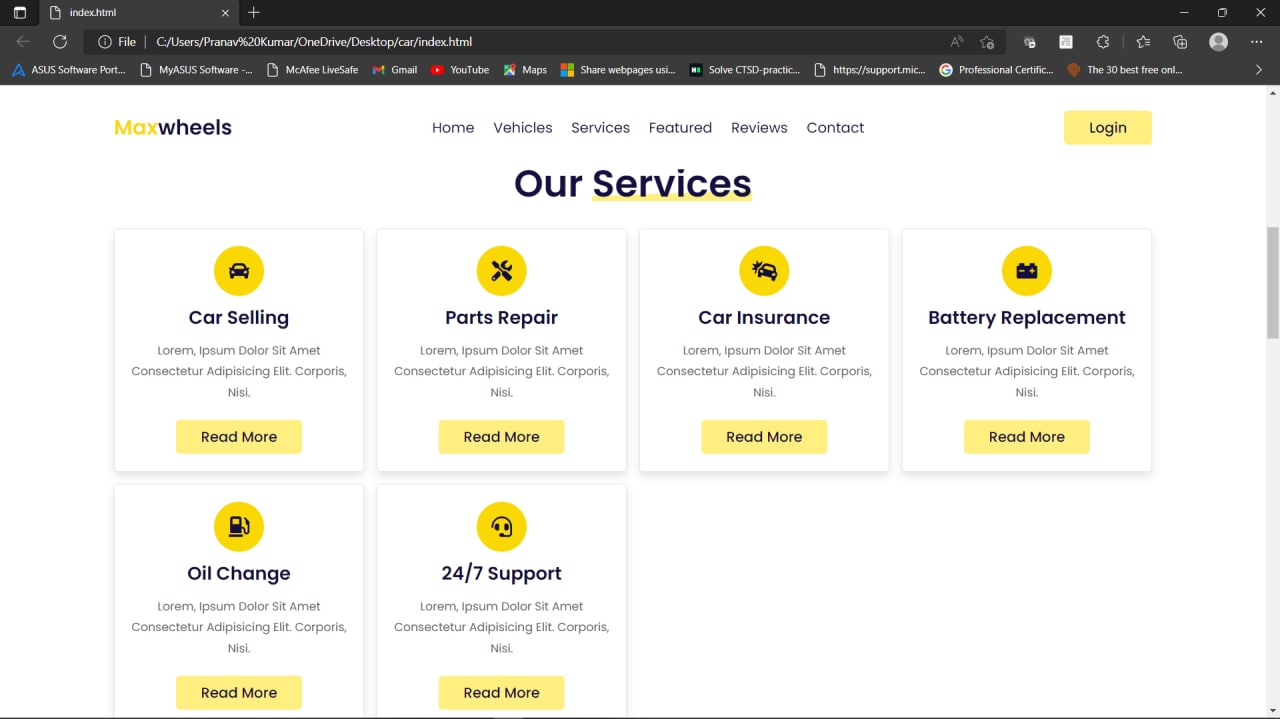 index.html
File C:/Users/Pranav%20Kumar/OneDrive/Desktop/car/index.html
ASUS Software Port... MyASUS Software -... McAfee LiveSafe Gmail YouTube Maps Share webpages usi... Solve CTSD-practic... https://support.mic... Professional Certific... The 30 best free onl...
Maxwheels Home Vehicles Services Featured Reviews Contact Login
Our Services
Car Selling
Lorem, Ipsum Dolor Sit Amet
Consectetur Adipisicing Elit. Corporis,
Nisi.
Read More
Parts Repair
Lorem, Ipsum Dolor Sit Amet
Consectetur Adipisicing Elit. Corporis,
Nisi.
Read More
Car Insurance
Lorem, Ipsum Dolor Sit Amet
Consectetur Adipisicing Elit. Corporis,
Nisi.
Read More
Battery Replacement
Lorem, Ipsum Dolor Sit Amet
Consectetur Adipisicing Elit. Corporis,
Nisi.
Read More
Oil Change
Lorem, Ipsum Dolor Sit Amet
Consectetur Adipisicing Elit. Corporis,
Nisi.
Read More
24/7 Support
Lorem, Ipsum Dolor Sit Amet
Consectetur Adipisicing Elit. Corporis,
Nisi.
Read More